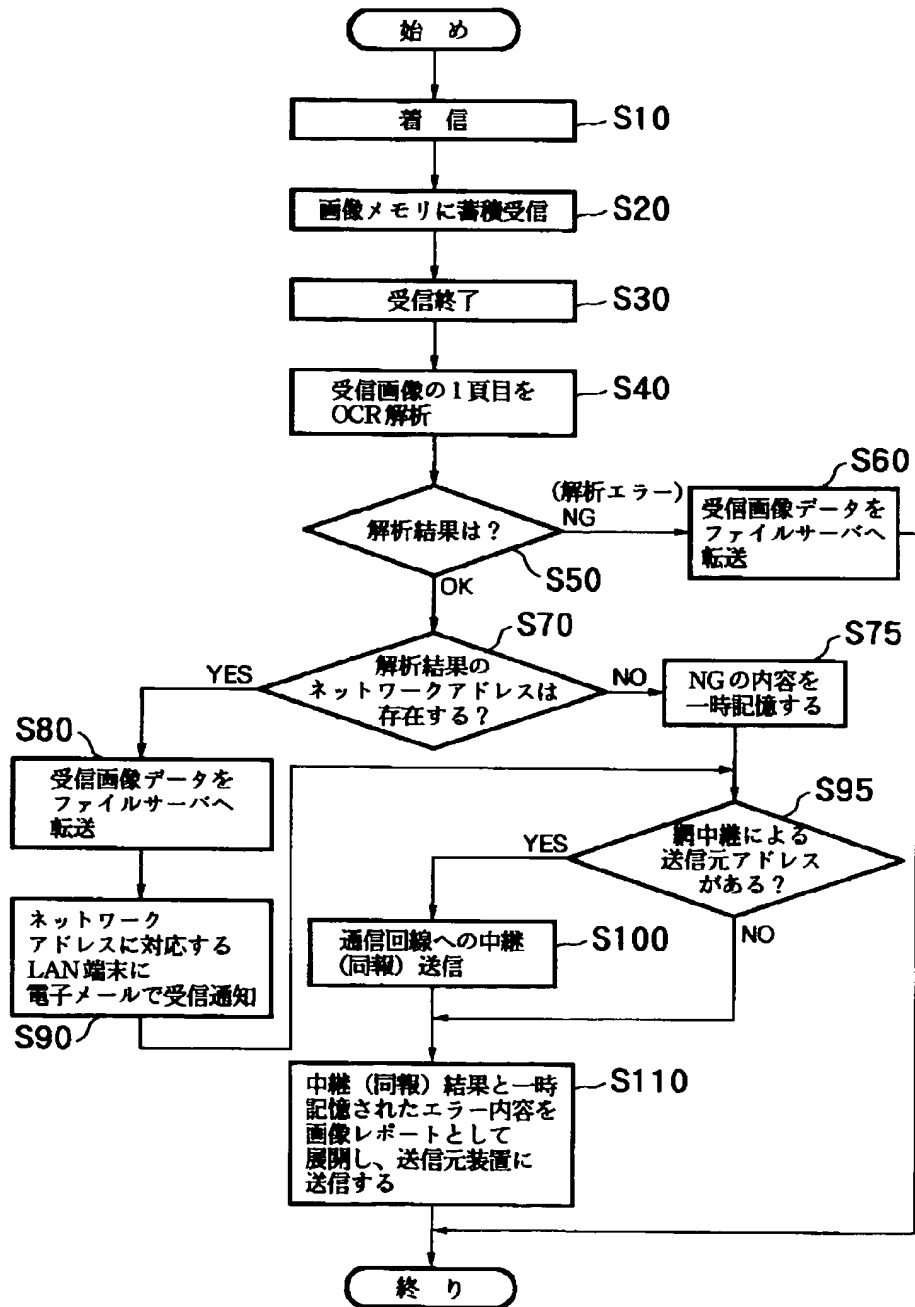 始 め
着 信
S10
画像メモリに蓄積受信
S20
受信終了
S30
受信画像の1頁目を
OCR解析
S40
解析結果は?
S50
(解析エラー)
NG
OK
S60
受信画像データを
ファイルサーバへ
転送
S70
解析結果の
ネットワークアドレスは
存在する?
YES
NO
S75
NGの内容を
一時記憶する
S80
受信画像データを
ファイルサーバへ
転送
S95
網中継による
送信元アドレス
がある?
YES
NO
ネットワーク
アドレスに対応する
LAN端末に
電子メールで受信通知
S90
通信回線への中継
(同報)送信
S100
中継(同報)結果と一時
記憶されたエラー内容を
画像レポートとして
展開し、送信元装置に
送信する
S110
終 り